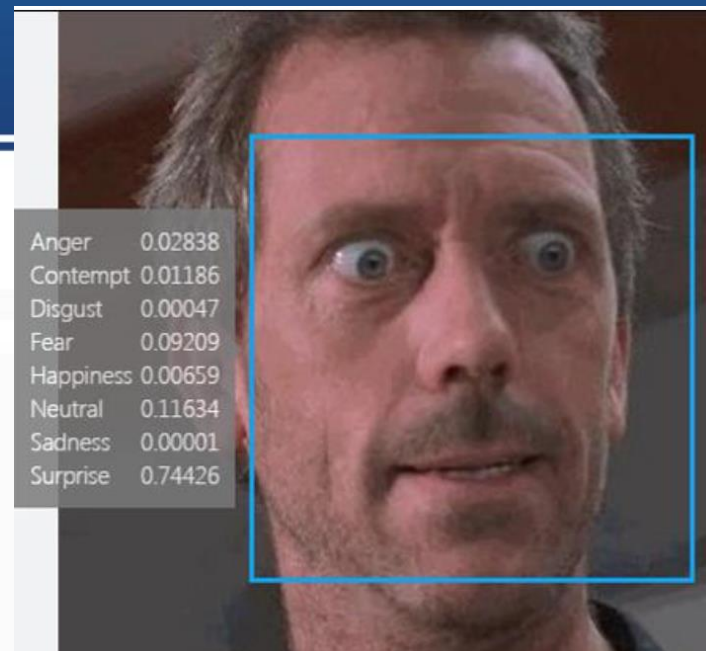 Anger 0.02838
Contempt 0.01186
Disgust 0.00047
Fear 0.09209
Happiness 0.00659
Neutral 0.11634
Sadness 0.00001
Surprise 0.74426